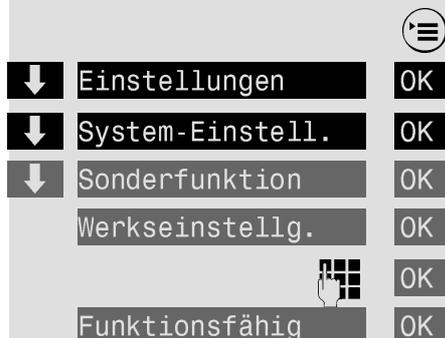 Einstellungen OK
System-Einstell. OK
Sonderfunktion OK
Werkseinstellg. OK
OK
Funktionsfähig OK